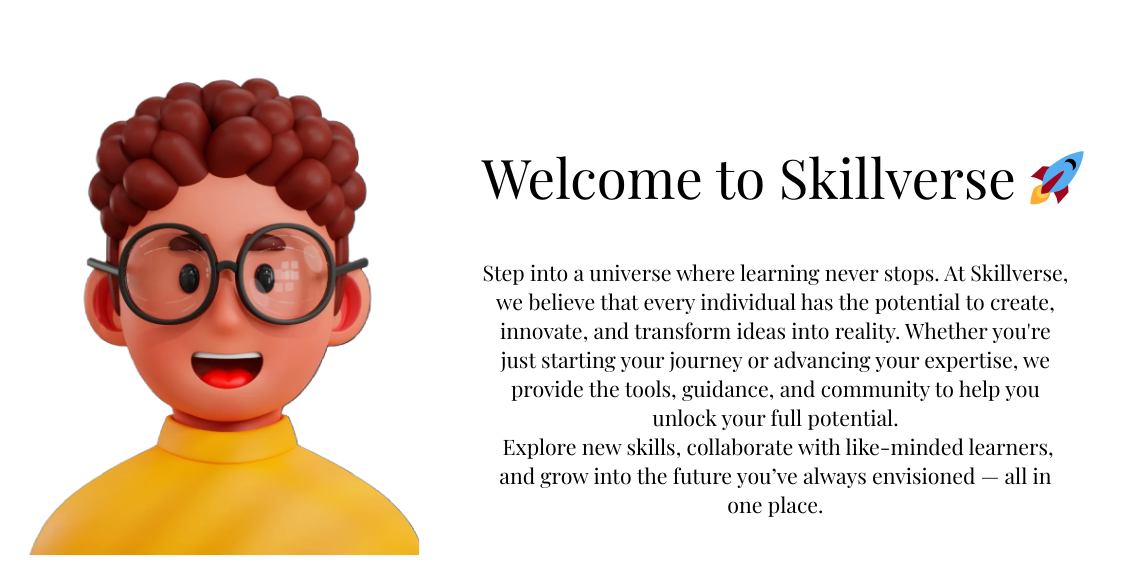 Welcome to Skillverse 🚀
Step into a universe where learning never stops. At Skillverse,
we believe that every individual has the potential to create,
innovate, and transform ideas into reality. Whether you're
just starting your journey or advancing your expertise, we
provide the tools, guidance, and community to help you
unlock your full potential.
Explore new skills, collaborate with like-minded learners,
and grow into the future you’ve always envisioned — all in
one place.